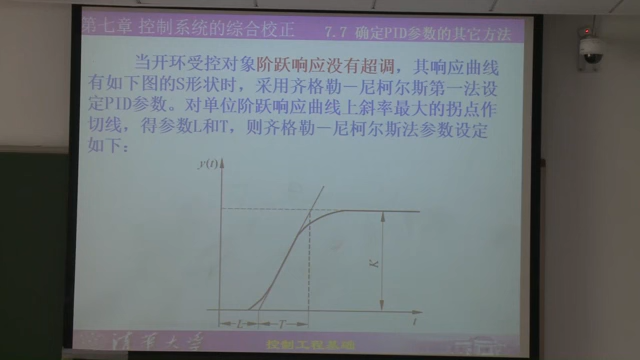 第七章 控制系统的综合校正 7.7 确定PID参数的其它方法
当开环受控对象阶跃响应没有超调，其响应曲线
有如下图的S形状时，采用齐格勒－尼柯尔斯第一法设
定PID参数。对单位阶跃响应曲线上斜率最大的拐点作
切线，得参数L和T，则齐格勒－尼柯尔斯法参数设定
如下：
y(t)
K
L T t
清华大学 控制工程基础